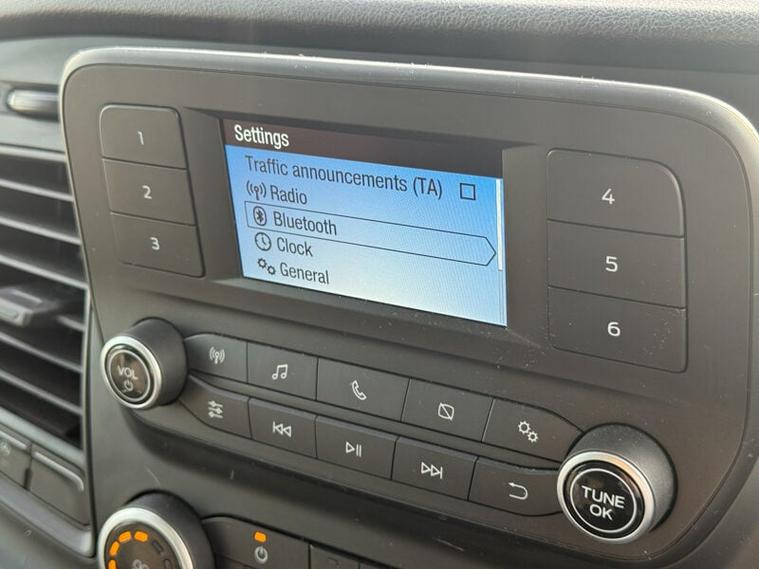 Settings
Traffic announcements (TA)
Radio
Bluetooth
Clock
General
1
2
3
4
5
6
VOL
TUNE
OK